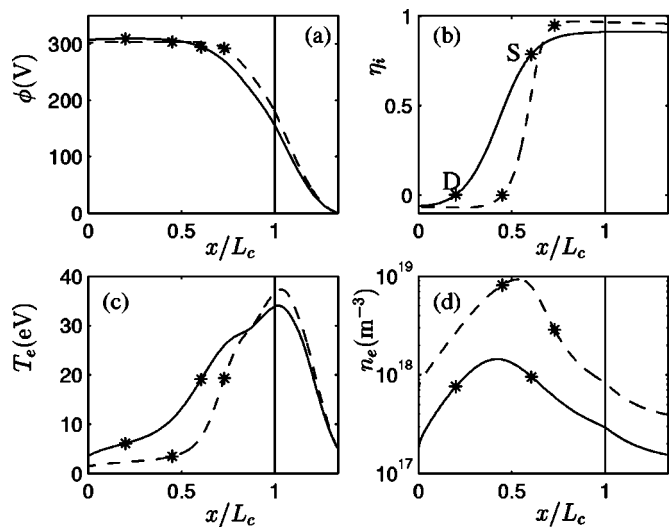 300
200
100
0
ϕ(V)
(a)
0 0.5 1
x/L_c
1
0.5
0
η_i
(b)
S
D
0 0.5 1
x/L_c
40
30
20
10
0
T_e(eV)
(c)
0 0.5 1
x/L_c
10^19
10^18
10^17
n_e(m^−3)
(d)
0 0.5 1
x/L_c